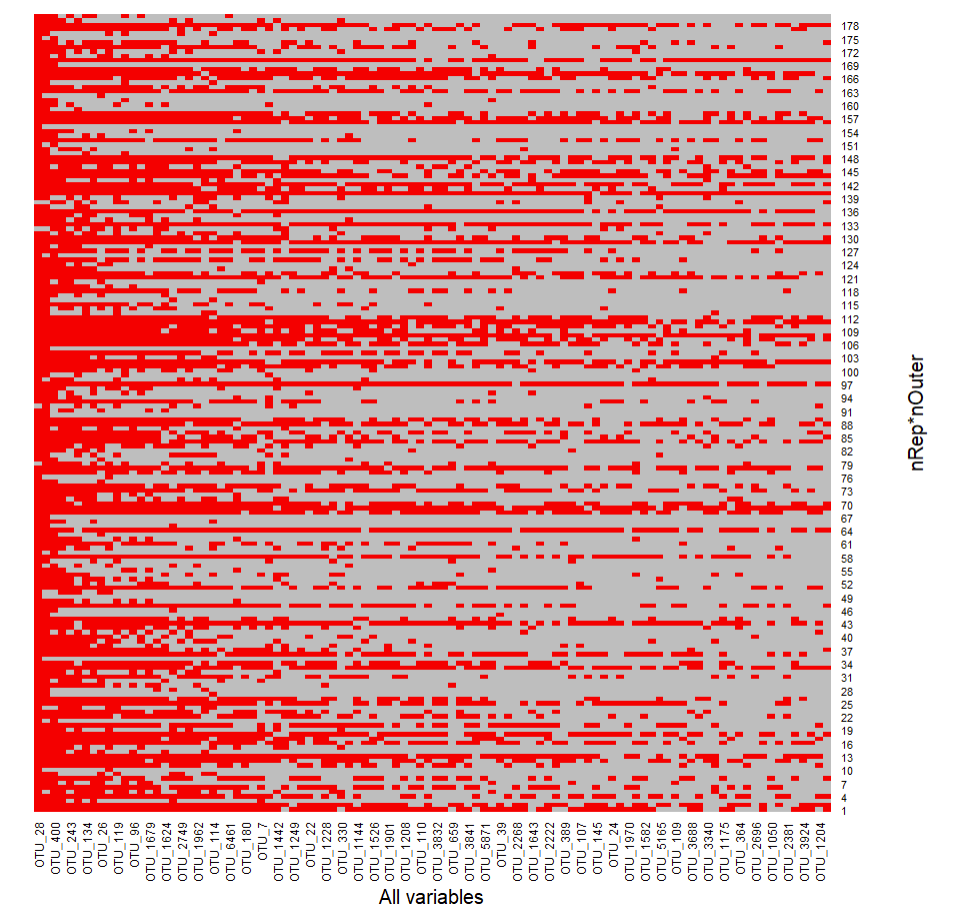 178
175
172
169
166
163
160
157
154
151
148
145
142
139
136
133
130
127
124
121
118
115
112
109
106
103
100
97
94
91
88
85
82
79
76
73
70
67
64
61
58
55
52
49
46
43
40
37
34
31
28
25
22
19
16
13
10
7
4
1
nRep*nOuter
OTU_28
OTU_400
OTU_243
OTU_134
OTU_26
OTU_119
OTU_96
OTU_1679
OTU_1624
OTU_2749
OTU_1962
OTU_114
OTU_6461
OTU_180
OTU_7
OTU_1442
OTU_1249
OTU_22
OTU_1228
OTU_330
OTU_1144
OTU_1526
OTU_1901
OTU_1208
OTU_110
OTU_3832
OTU_659
OTU_3841
OTU_5871
OTU_39
OTU_2268
OTU_1643
OTU_2222
OTU_389
OTU_107
OTU_145
OTU_24
OTU_1970
OTU_1582
OTU_5165
OTU_109
OTU_3688
OTU_3340
OTU_1175
OTU_364
OTU_2696
OTU_1050
OTU_2381
OTU_3924
OTU_1204
All variables